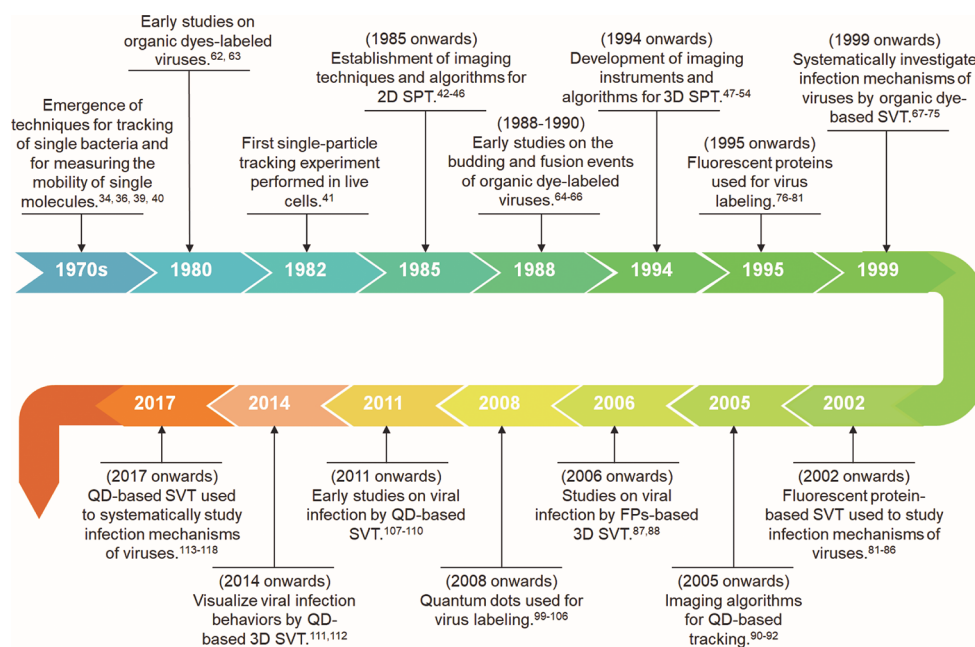 Early studies on
organic dyes-labeled
viruses.62, 63
(1985 onwards)
Establishment of imaging
techniques and algorithms for
2D SPT.42-46
(1994 onwards)
Development of imaging
instruments and
algorithms for 3D SPT.47-54
(1999 onwards)
Systematically investigate
infection mechanisms of
viruses by organic dye-
based SVT.67-75
Emergence of
techniques for tracking
of single bacteria and
for measuring the
mobility of single
molecules.34, 36, 39, 40
First single-particle
tracking experiment
performed in live
cells.41
(1988-1990)
Early studies on the
budding and fusion events
of organic dye-labeled
viruses.64-66
(1995 onwards)
Fluorescent proteins
used for virus
labeling.76-81
1970s
1980
1982
1985
1988
1994
1995
1999
2017
2014
2011
2008
2006
2005
2002
(2017 onwards)
QD-based SVT used
to systematically study
infection mechanisms
of viruses.113-118
(2011 onwards)
Early studies on viral
infection by QD-based
SVT.107-110
(2006 onwards)
Studies on viral
infection by FPs-based
3D SVT.87,88
(2002 onwards)
Fluorescent protein-
based SVT used to study
infection mechanisms of
viruses.81-86
(2014 onwards)
Visualize viral infection
behaviors by QD-
based 3D SVT.111,112
(2008 onwards)
Quantum dots used for
virus labeling.99-106
(2005 onwards)
Imaging algorithms
for QD-based
tracking.90-92